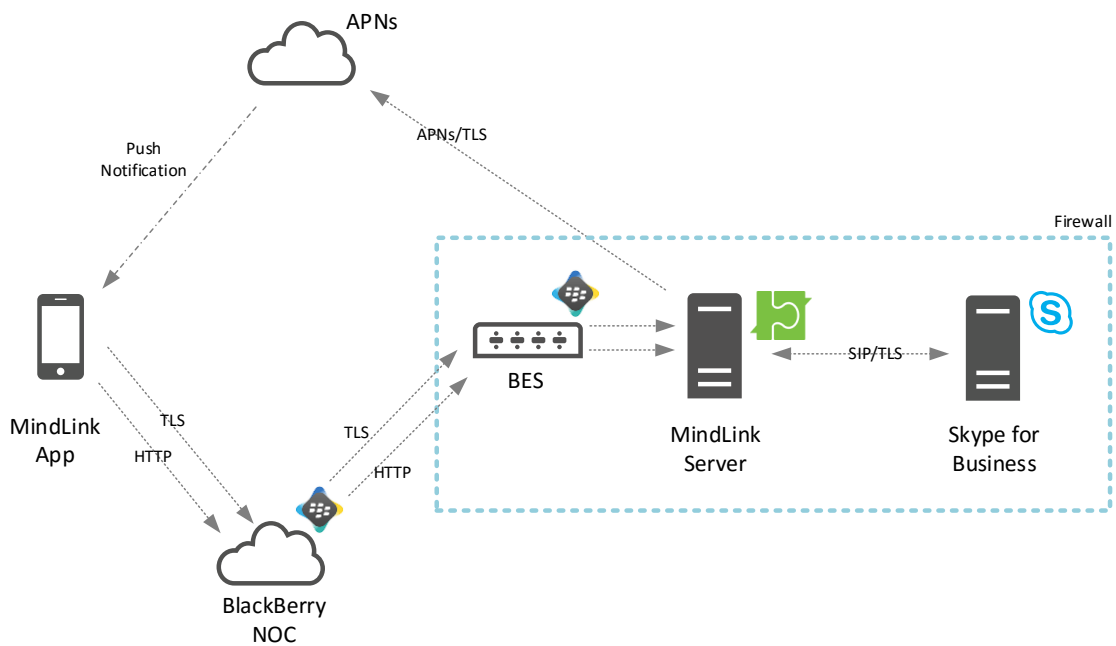 APNs
Push
Notification
APNs/TLS
Firewall
BES
SIP/TLS
MindLink
App
TLS
HTTP
TLS
HTTP
MindLink
Server
Skype for
Business
BlackBerry
NOC